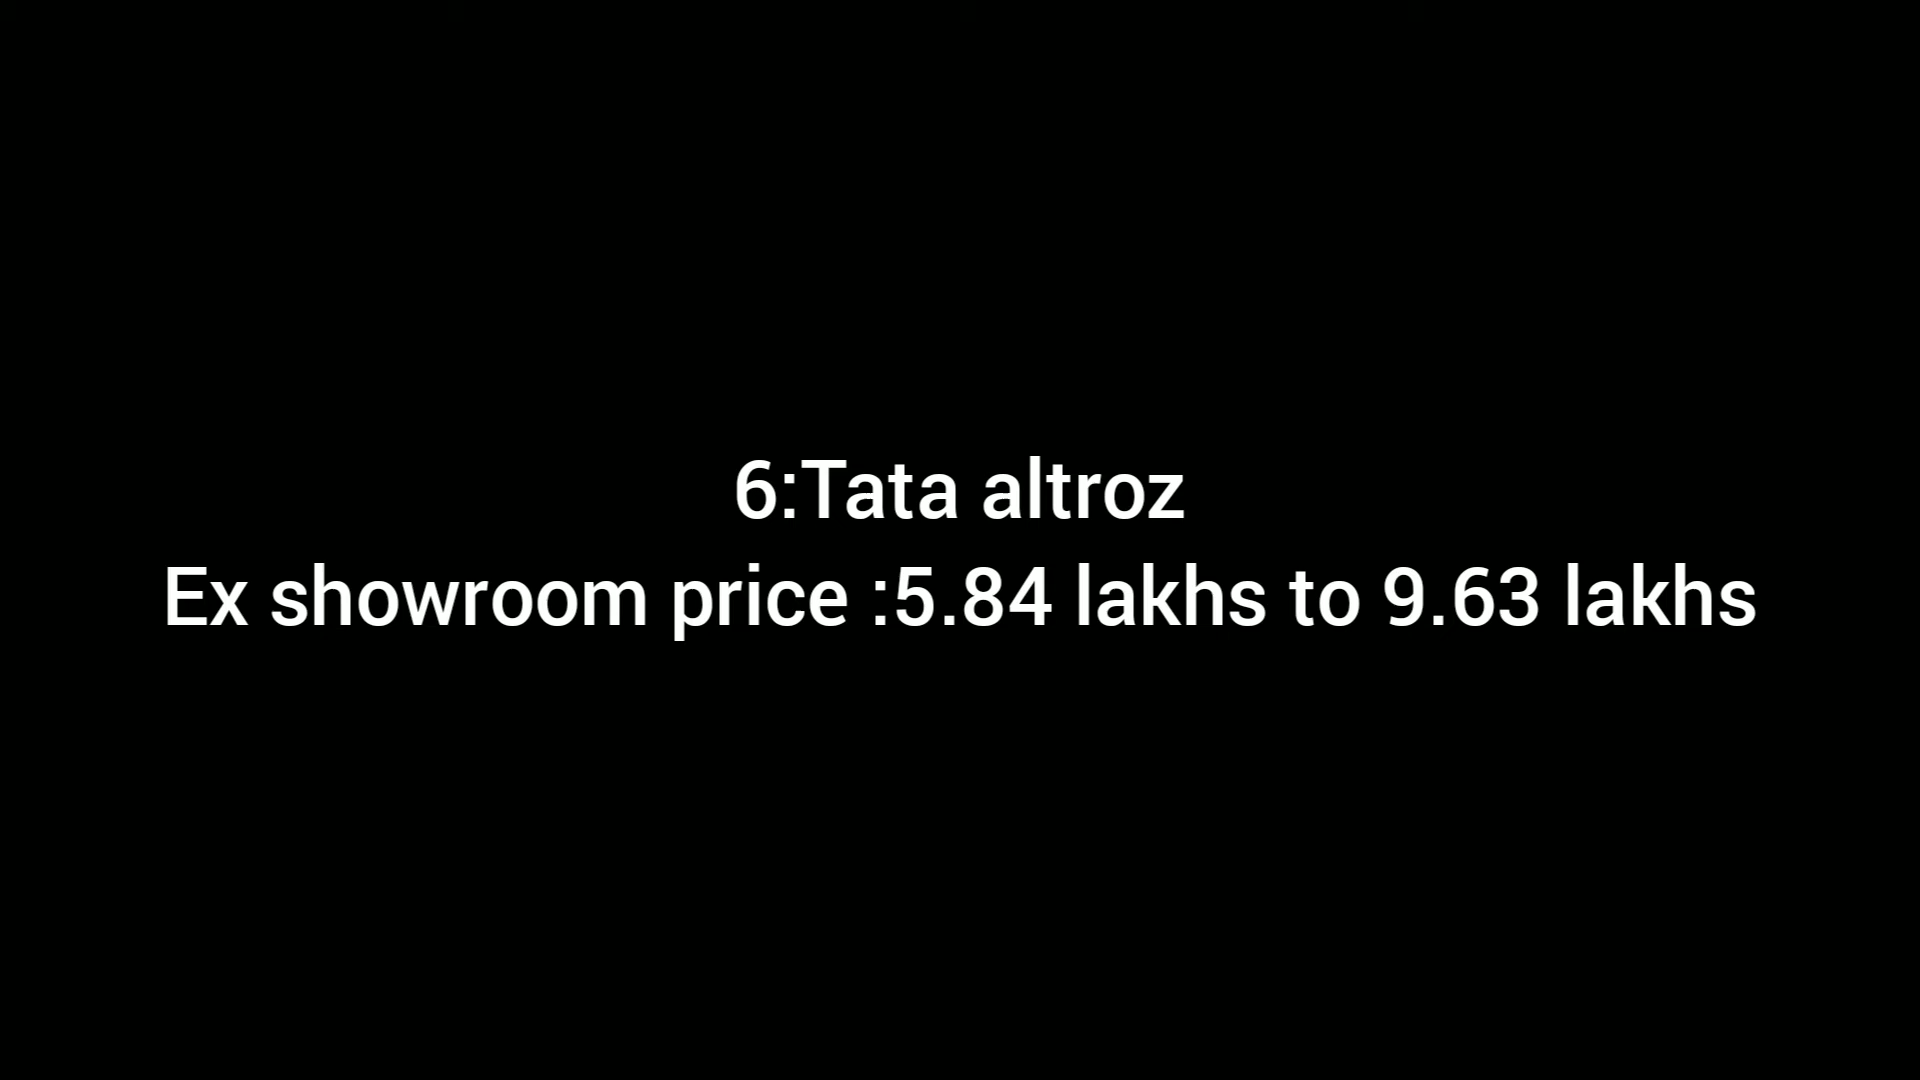 6:Tata altroz
Ex showroom price :5.84 lakhs to 9.63 lakhs